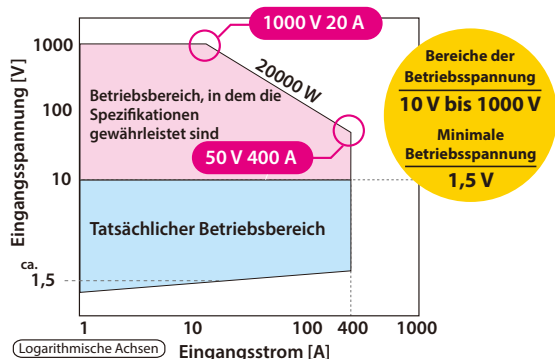 1000 V 20 A
Eingangsspannung [V]
1000
100
10
ca.
1,5
20000 W
Betriebsbereich, in dem die
Spezifikationen
gewährleistet sind
50 V 400 A
Tatsächlicher Betriebsbereich
1
10
100
400
1000
Logarithmische Achsen
Eingangsstrom [A]
Bereiche der
Betriebsspannung
10 V bis 1000 V
Minimale
Betriebsspannung
1,5 V